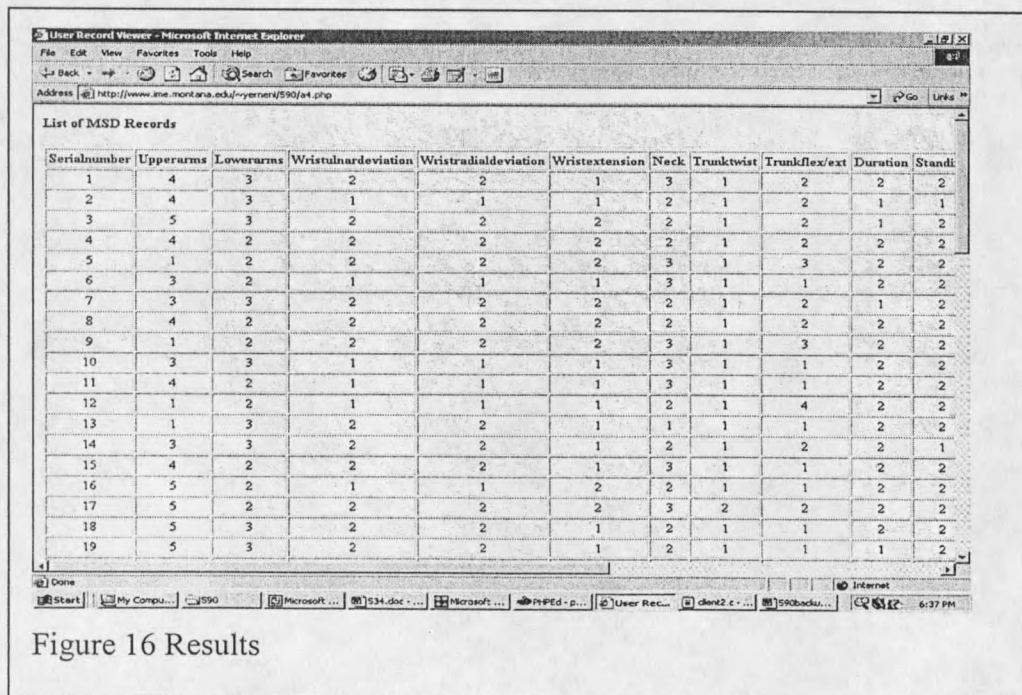 User Record Viewer - Microsoft Internet Explorer
File Edit View Favorites Tools Help
Back Search Favorites
Address http://www.ime.montana.edu/~yerneni/590/a4.php Go Links »
List of MSD Records
Serialnumber Upperarms Lowerarms Wristulnardeviation Wristradialdeviation Wristextension Neck Trunktwist Trunkflex/ext Duration Standi
1 4 3 2 2 1 3 1 2 2 2
2 4 3 1 1 1 2 1 2 1 1
3 5 3 2 2 2 2 1 2 1 2
4 4 2 2 2 2 2 1 2 2 2
5 1 2 2 2 2 3 1 3 2 2
6 3 2 1 1 1 3 1 1 2 2
7 3 3 2 2 2 2 1 2 1 2
8 4 2 2 2 2 2 1 2 2 2
9 1 2 2 2 2 3 1 3 2 2
10 3 3 1 1 1 3 1 1 2 2
11 4 2 1 1 1 3 1 1 2 2
12 1 2 1 1 1 2 1 4 2 2
13 1 3 2 2 1 1 1 1 2 2
14 3 3 2 2 1 2 1 2 2 1
15 4 2 2 2 1 3 1 1 2 2
16 5 2 1 1 2 2 1 1 2 2
17 5 2 2 2 2 3 2 2 2 2
18 5 3 2 2 1 2 1 1 2 2
19 5 3 2 2 1 2 1 1 1 2
Done Internet
Start My Compu... 590 Microsoft ... 534.doc - ... Microsoft ... PHPEd - p... User Rec... client2.c - ... 590backu... 6:37 PM
Figure 16 Results